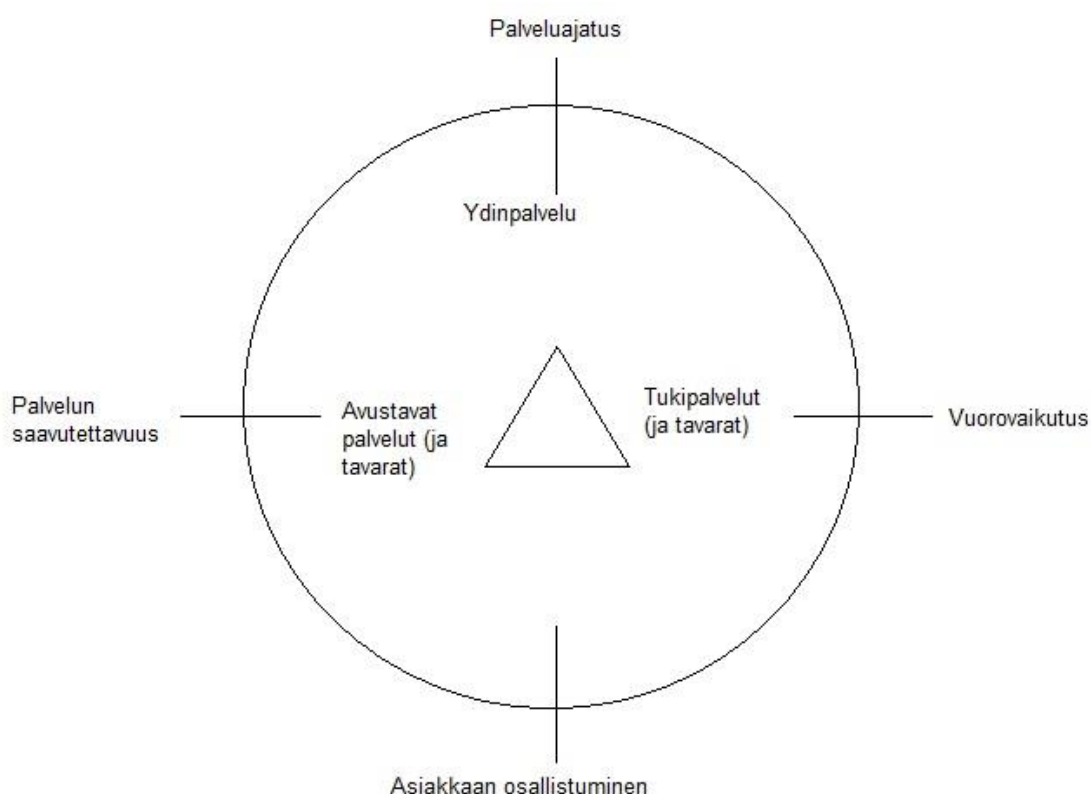 Palveluajatus
Ydinpalvelu
Palvelun
saavutettavuus
Avustavat
palvelut (ja
tavarat)
Tukipalvelut
(ja tavarat)
Vuorovaikutus
Asiakkaan osallistuminen